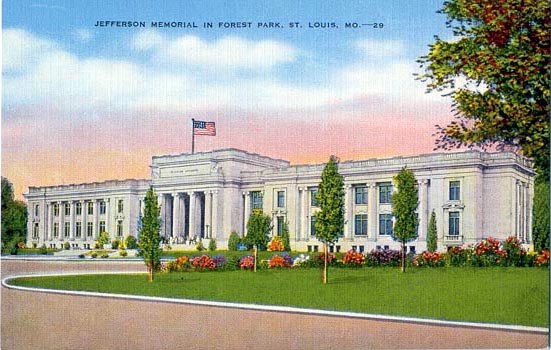 JEFFERSON MEMORIAL IN FOREST PARK, ST. LOUIS, MO.—29